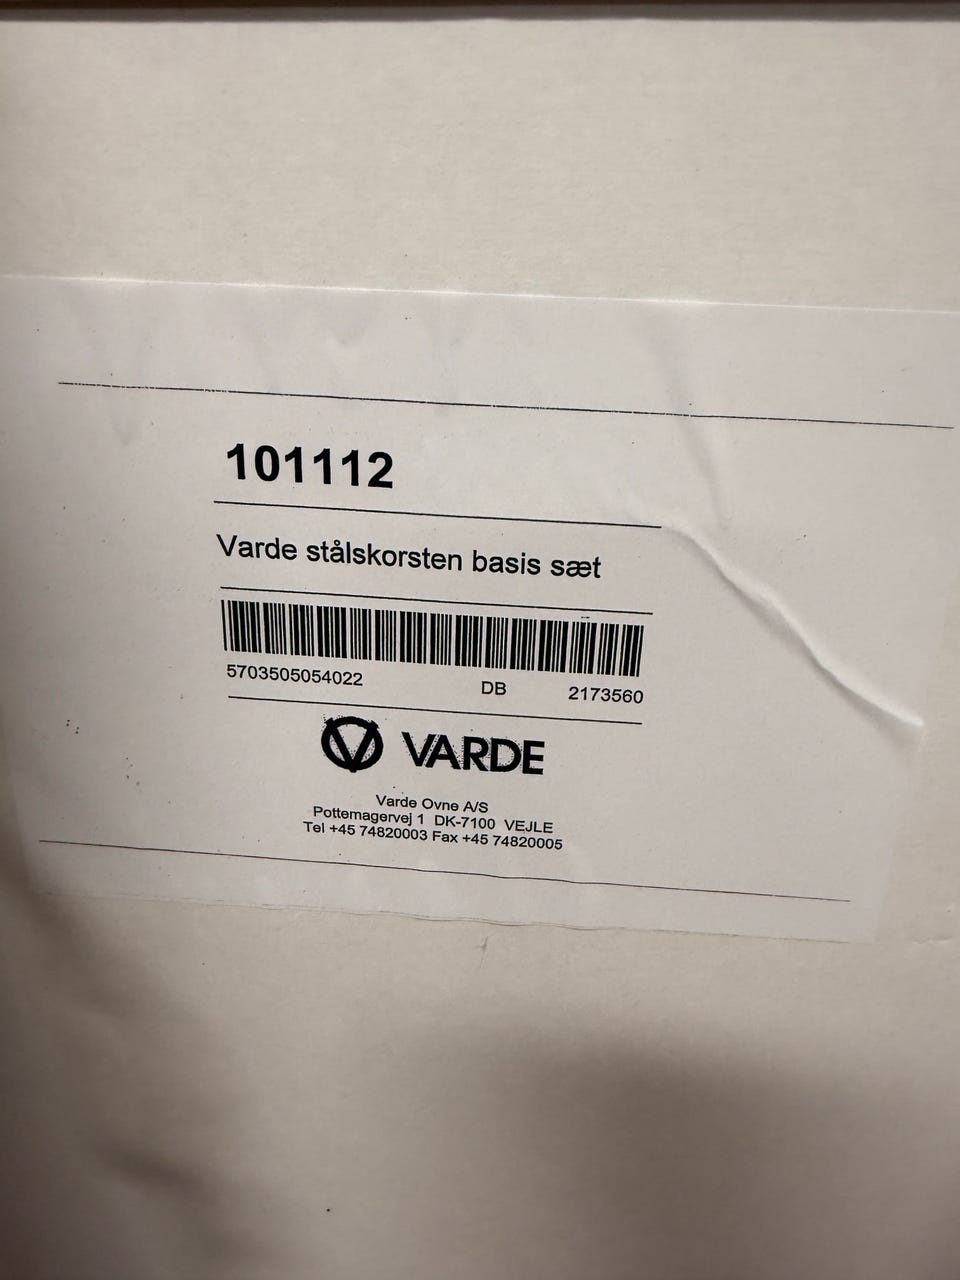 101112
Varde stålskorsten basis sæt
5703505054022 DB 2173560
VARDE
Varde Ovne A/S
Pottemagervej 1 DK-7100 VEJLE
Tel +45 74820003 Fax +45 74820005